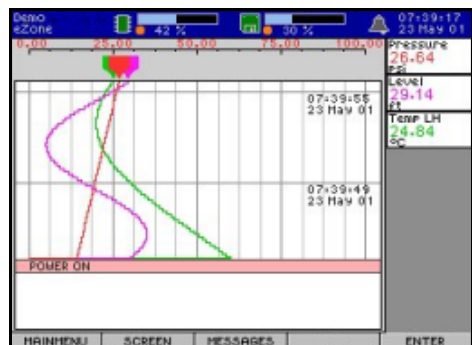 Demo
eZone
42 %
30 %
07:39:17
23 May 01
0.00 25.00 50.00 75.00 100.00
Pressure
26.64
psi
Level
29.14
ft
Temp LH
24.84
°C
07:39:55
23 May 01
07:39:49
23 May 01
POWER ON
MAINMENU SCREEN MESSAGES ENTER